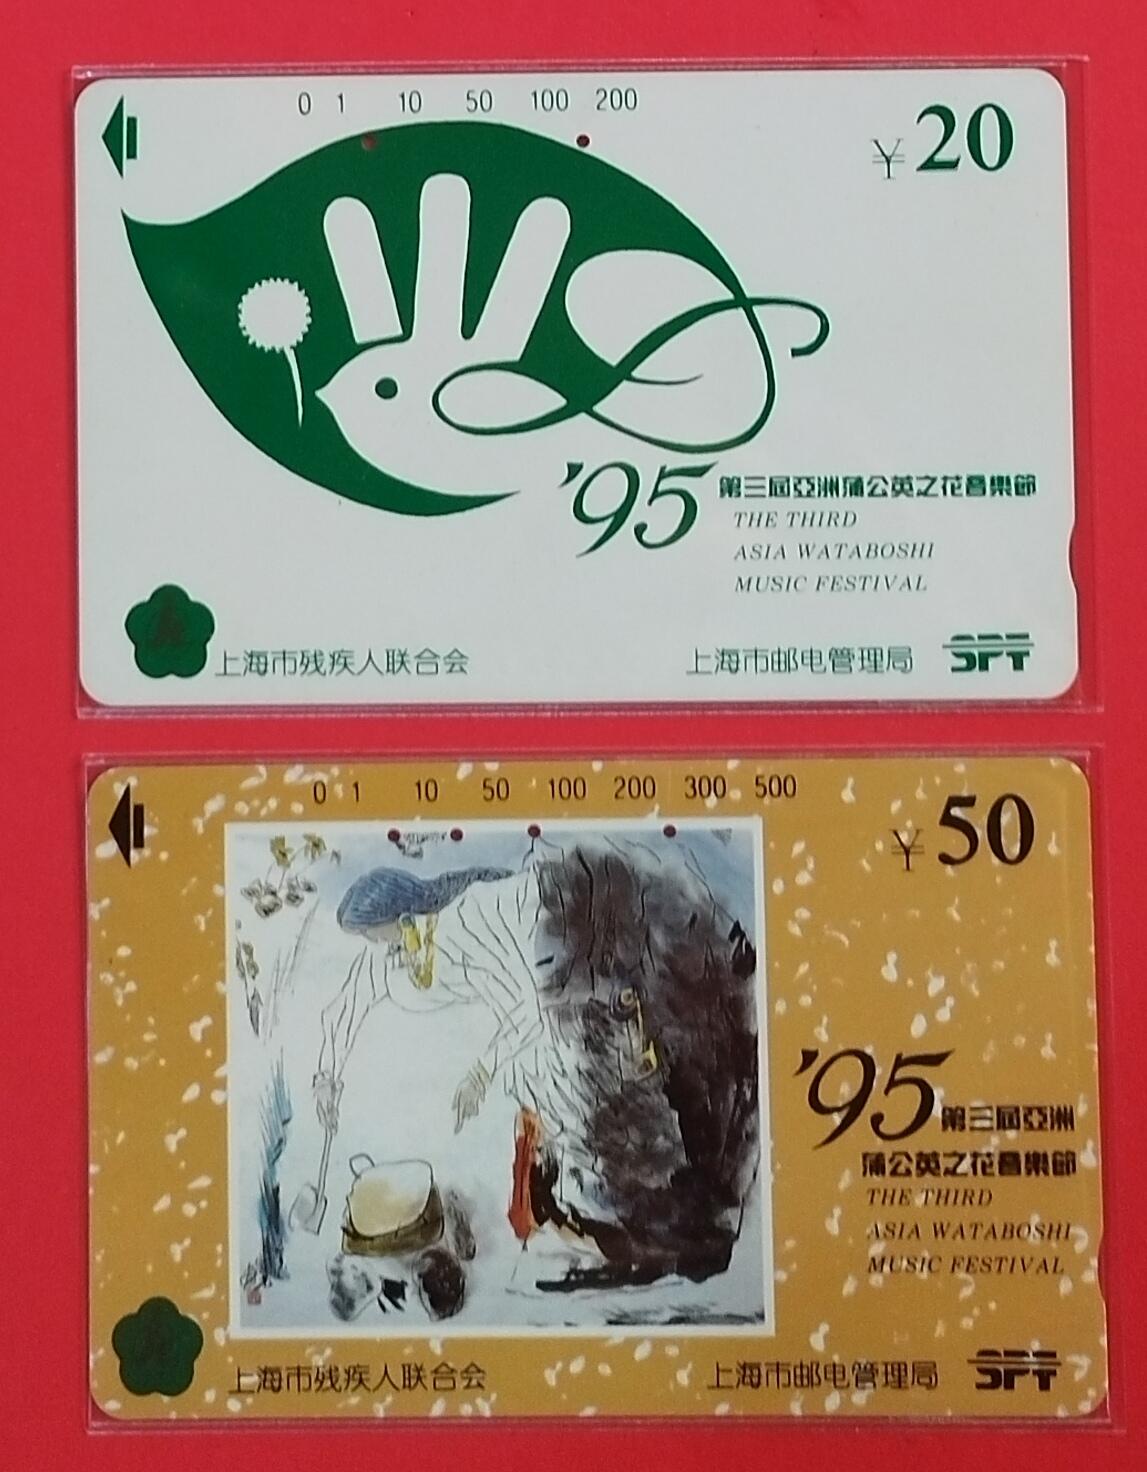 0 1 10 50 100 200
¥20
'95 第三屆亞洲蒲公英之花音樂節
THE THIRD
ASIA WATABOSHI
MUSIC FESTIVAL
上海市残疾人联合会
上海市邮电管理局 SPT
0 1 10 50 100 200 300 500
¥50
'95 第三屆亞洲
蒲公英之花音樂節
THE THIRD
ASIA WATABOSHI
MUSIC FESTIVAL
上海市残疾人联合会
上海市邮电管理局 SPT